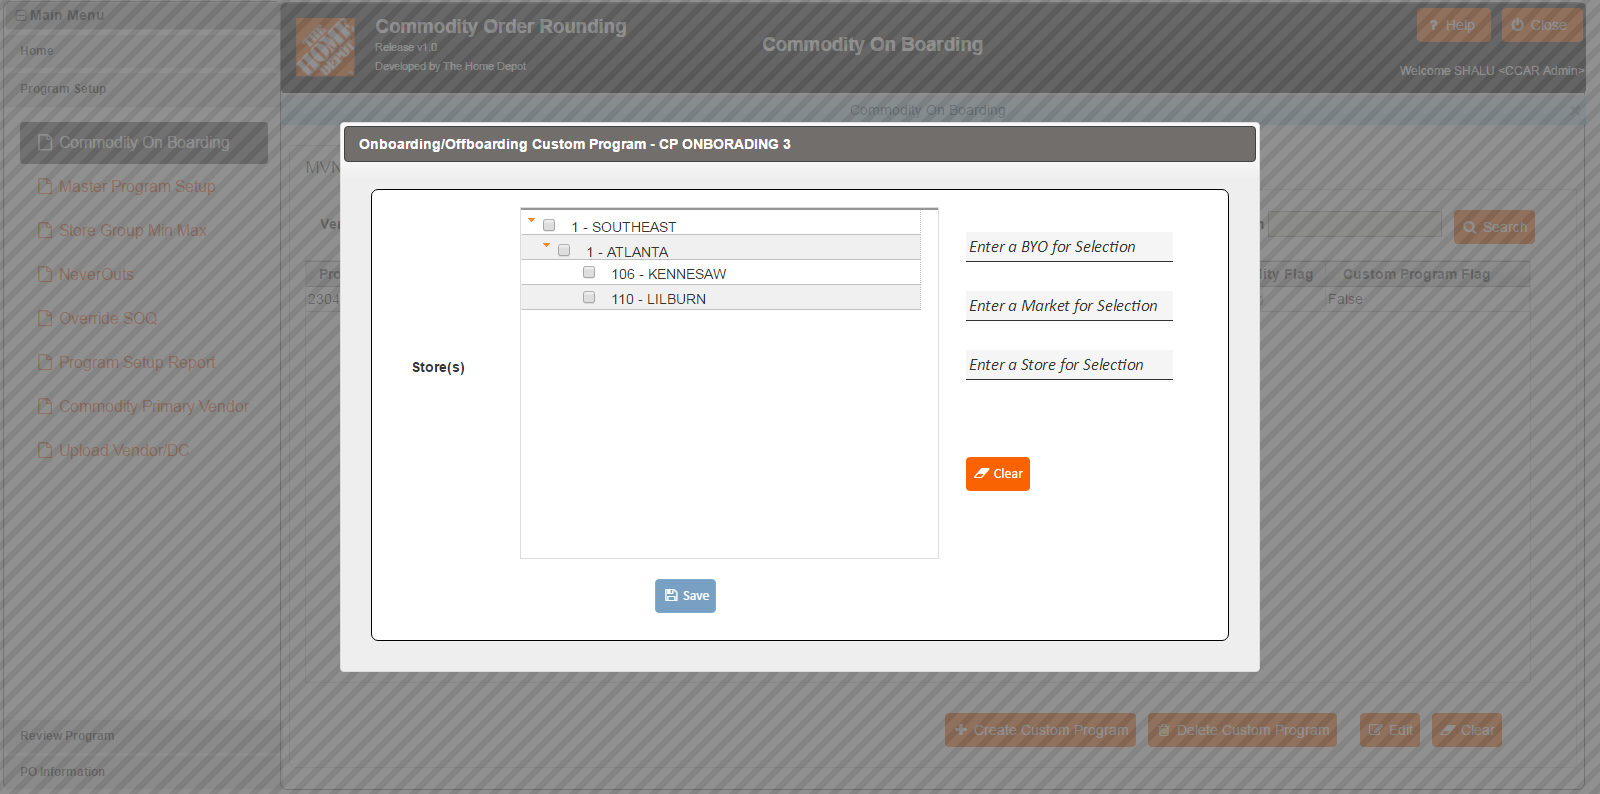 Main Menu
Home
Program Setup
Commodity On Boarding
Master Program Setup
Store Group Min Max
NeverOuts
Override SOQ
Program Setup Report
Commodity Primary Vendor
Upload Vendor/DC
Review Program
PO Information
THE HOME DEPOT
Commodity Order Rounding
Release v1.0
Developed by The Home Depot
Commodity On Boarding
Help
Close
Welcome SHALU <CCAR Admin>
Commodity On Boarding
Search
Flag
Custom Program Flag
2304
False
Onboarding/Offboarding Custom Program - CP ONBORADING 3
Store(s)
1 - SOUTHEAST
1 - ATLANTA
106 - KENNESAW
110 - LILBURN
Enter a BYO for Selection
Enter a Market for Selection
Enter a Store for Selection
Clear
Save
Create Custom Program
Delete Custom Program
Edit
Clear